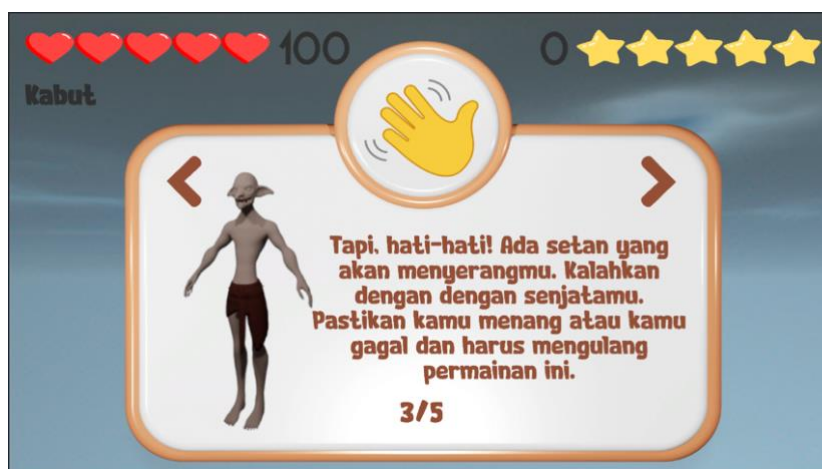 100
0
Kabut
Tapi, hati-hati! Ada setan yang
akan menyerangmu. Kalahkan
dengan dengan senjatamu.
Pastikan kamu menang atau kamu
gagal dan harus mengulang
permainan ini.
3/5